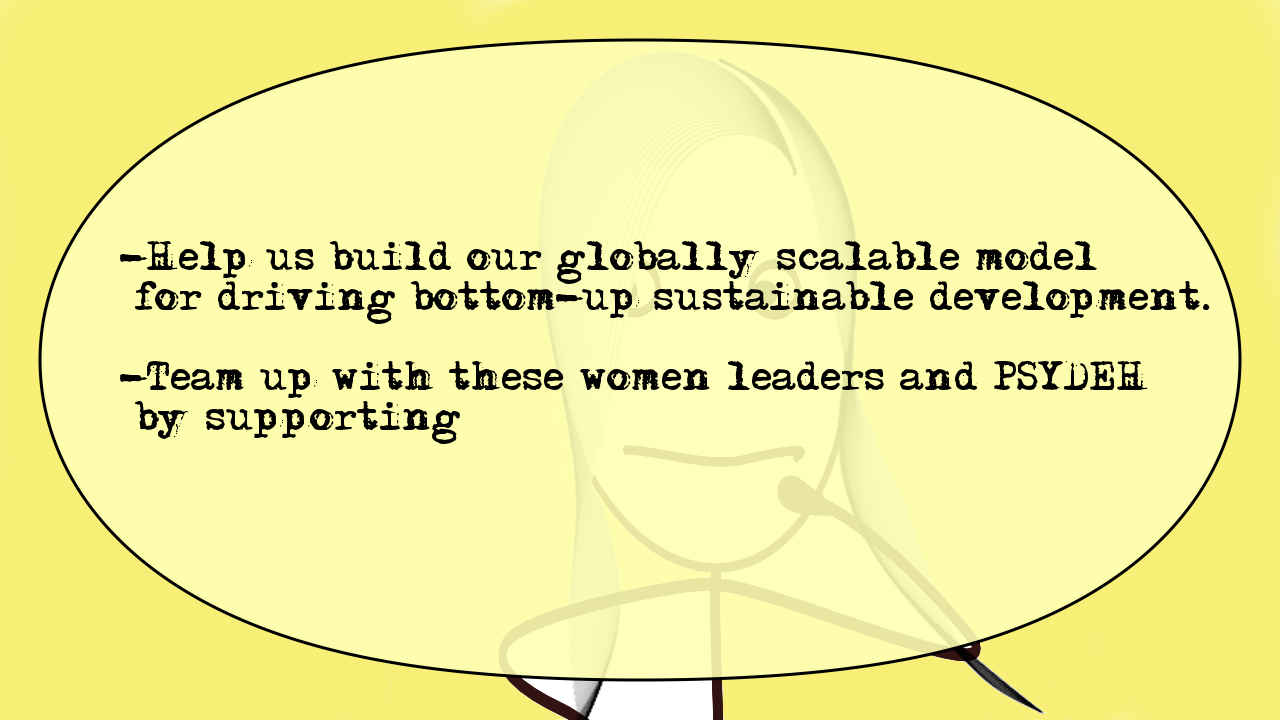 -Help us build our globally scalable model
for driving bottom-up sustainable development.
-Team up with these women leaders and PSYDEH
by supporting